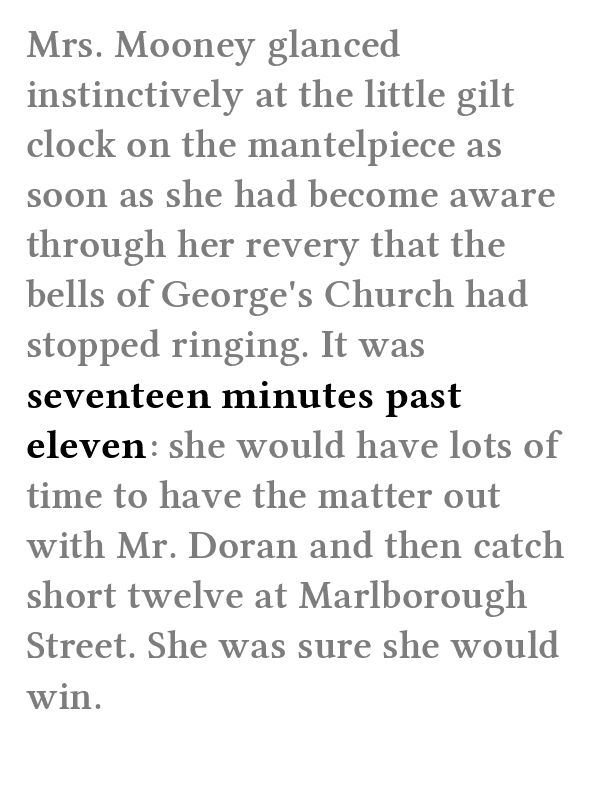 Mrs. Mooney glanced
instinctively at the little gilt
clock on the mantelpiece as
soon as she had become aware
through her revery that the
bells of George's Church had
stopped ringing. It was
seventeen minutes past
eleven: she would have lots of
time to have the matter out
with Mr. Doran and then catch
short twelve at Marlborough
Street. She was sure she would
win.